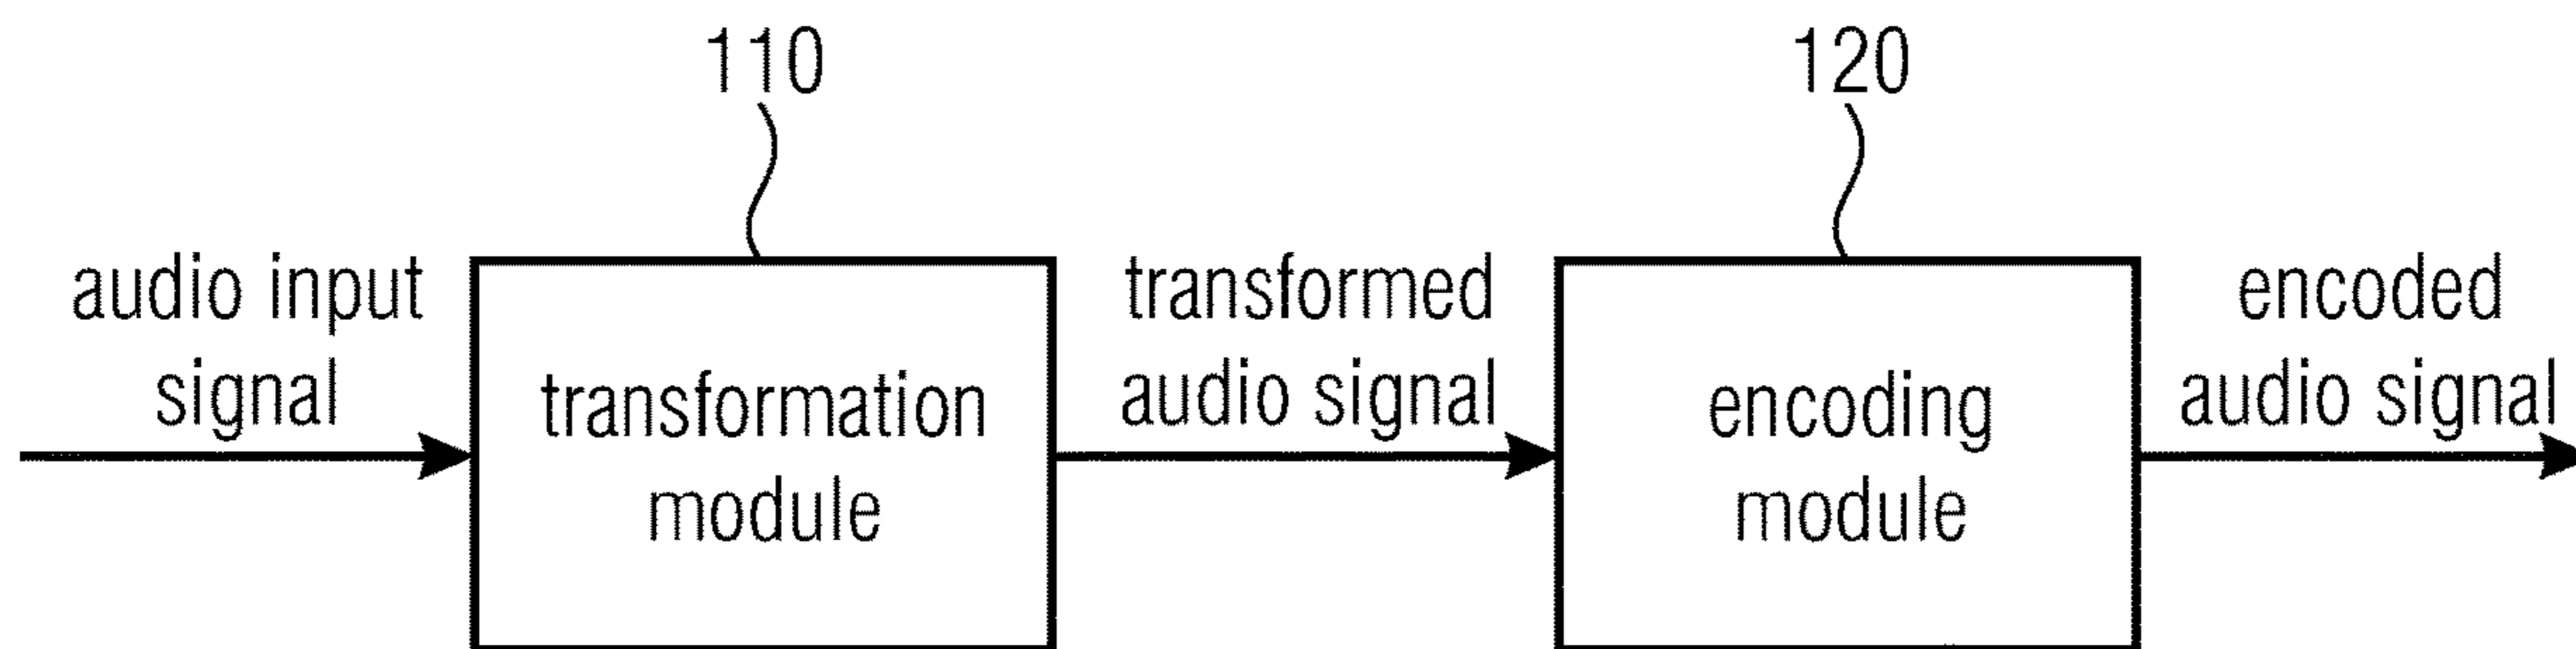 110
120
audio input
signal
transformation
module
transformed
audio signal
encoding
module
encoded
audio signal